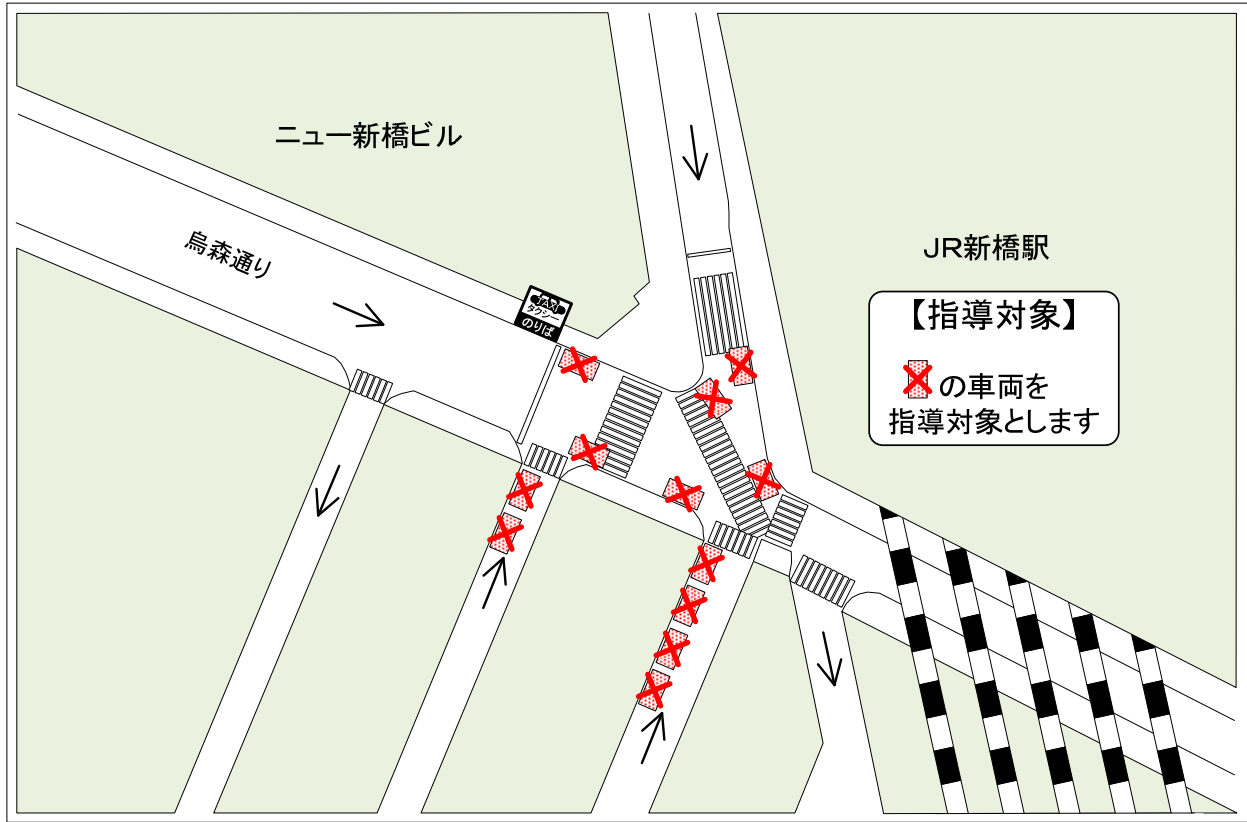 ニュー新橋ビル
烏森通り
TAXI
タクシー
のりば
JR新橋駅
【指導対象】
の車両を
指導対象とします